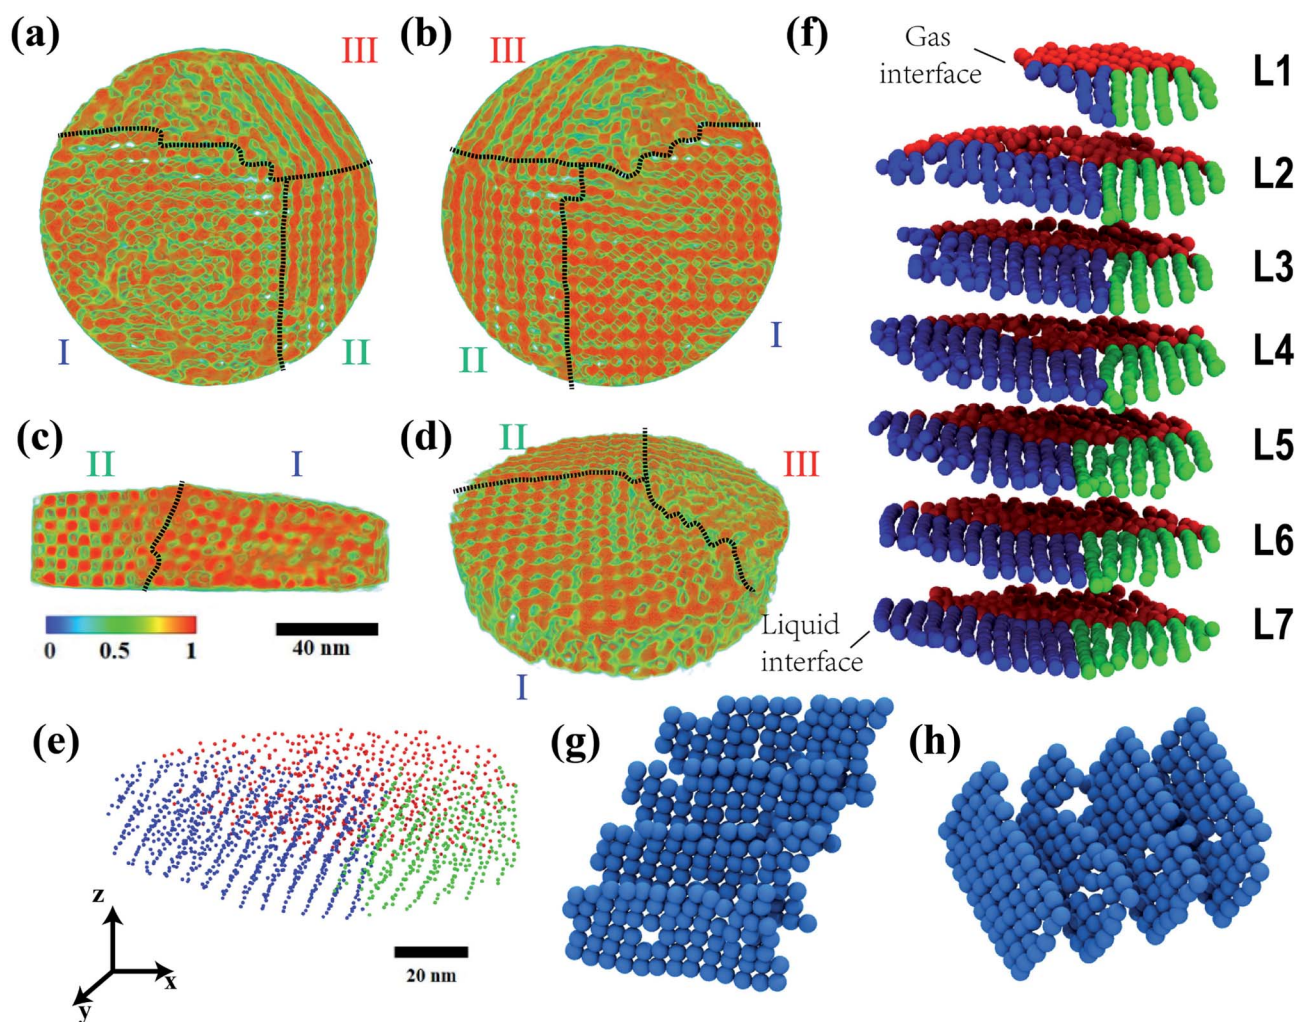 (a)
III
I
II
(b)
III
II
I
(c)
II
I
0 0.5 1
40 nm
(d)
II
III
I
(e)
z
x
y
20 nm
(f)
Gas
interface
L1
L2
L3
L4
L5
L6
L7
Liquid
interface
(g)
(h)